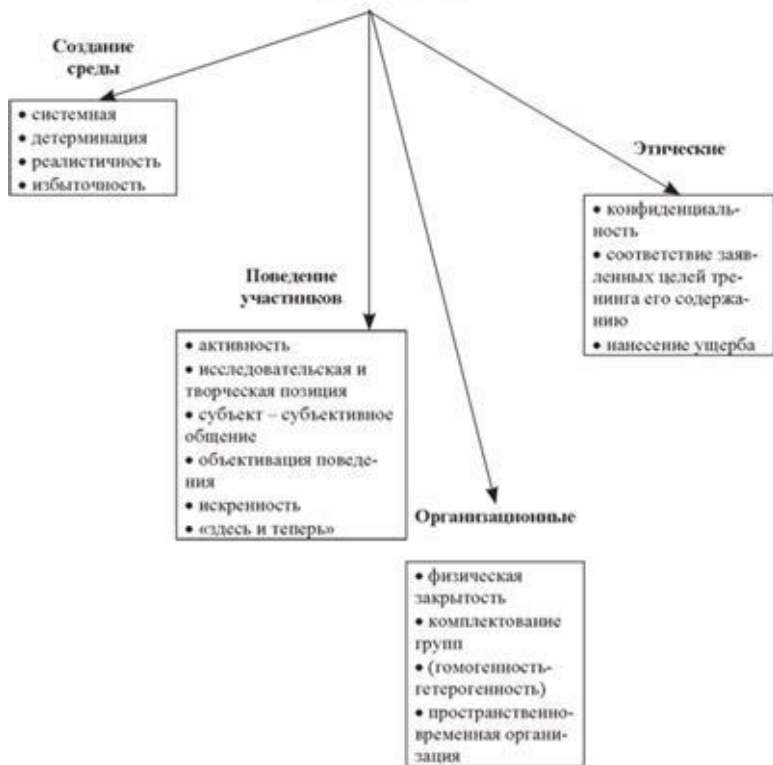 Создание
среды
• системная
• детерминация
• реалистичность
• избыточность
Этические
• конфиденциаль-
ность
• соответствие заяв-
ленных целей тре-
нинга его содержа-
нию
• нанесение ущерба
Поведение
участников
• активность
• исследовательская и
творческая позиция
• субъект – субъективное
общение
• объективация поведе-
ния
• искренность
• «здесь и теперь»
Организационные
• физическая
закрытость
• комплектование
групп
• (гомогенность-
гетерогенность)
• пространственно-
временная органи-
зация